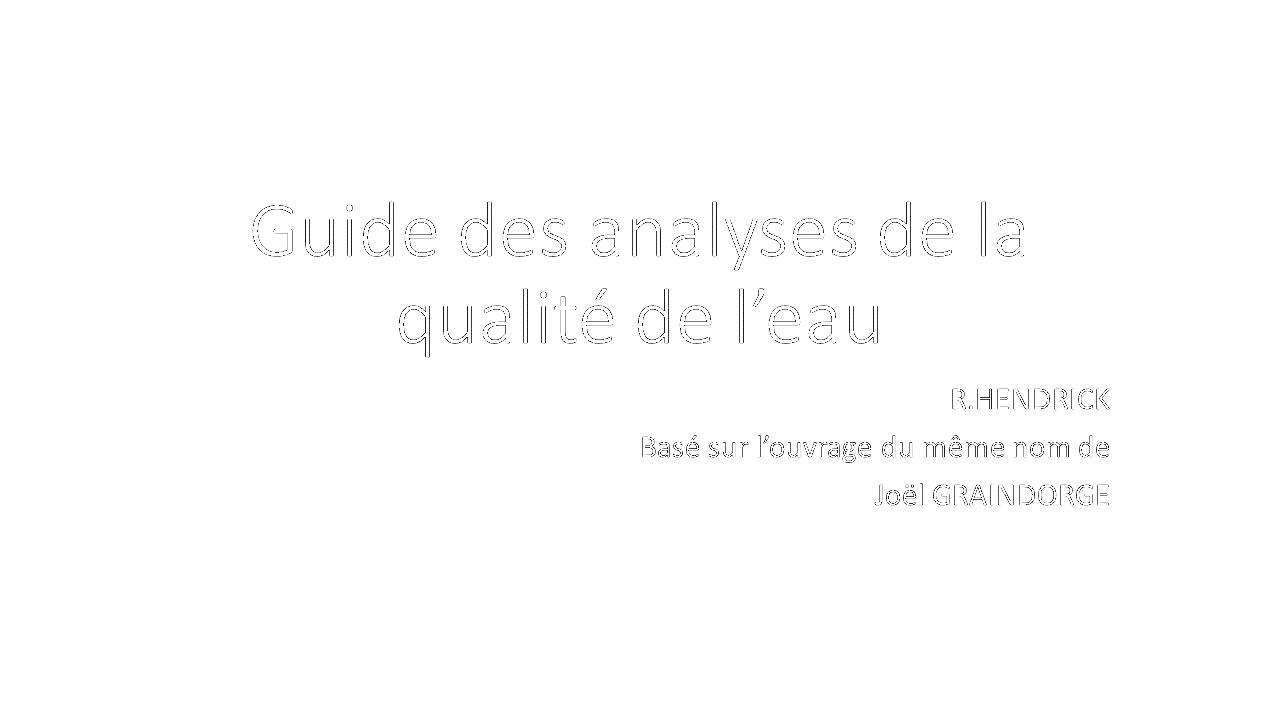 Guide des analyses de la
qualité de l’eau
R.HENDRICK
Basé sur l’ouvrage du même nom de
Joël GRAINDORGE